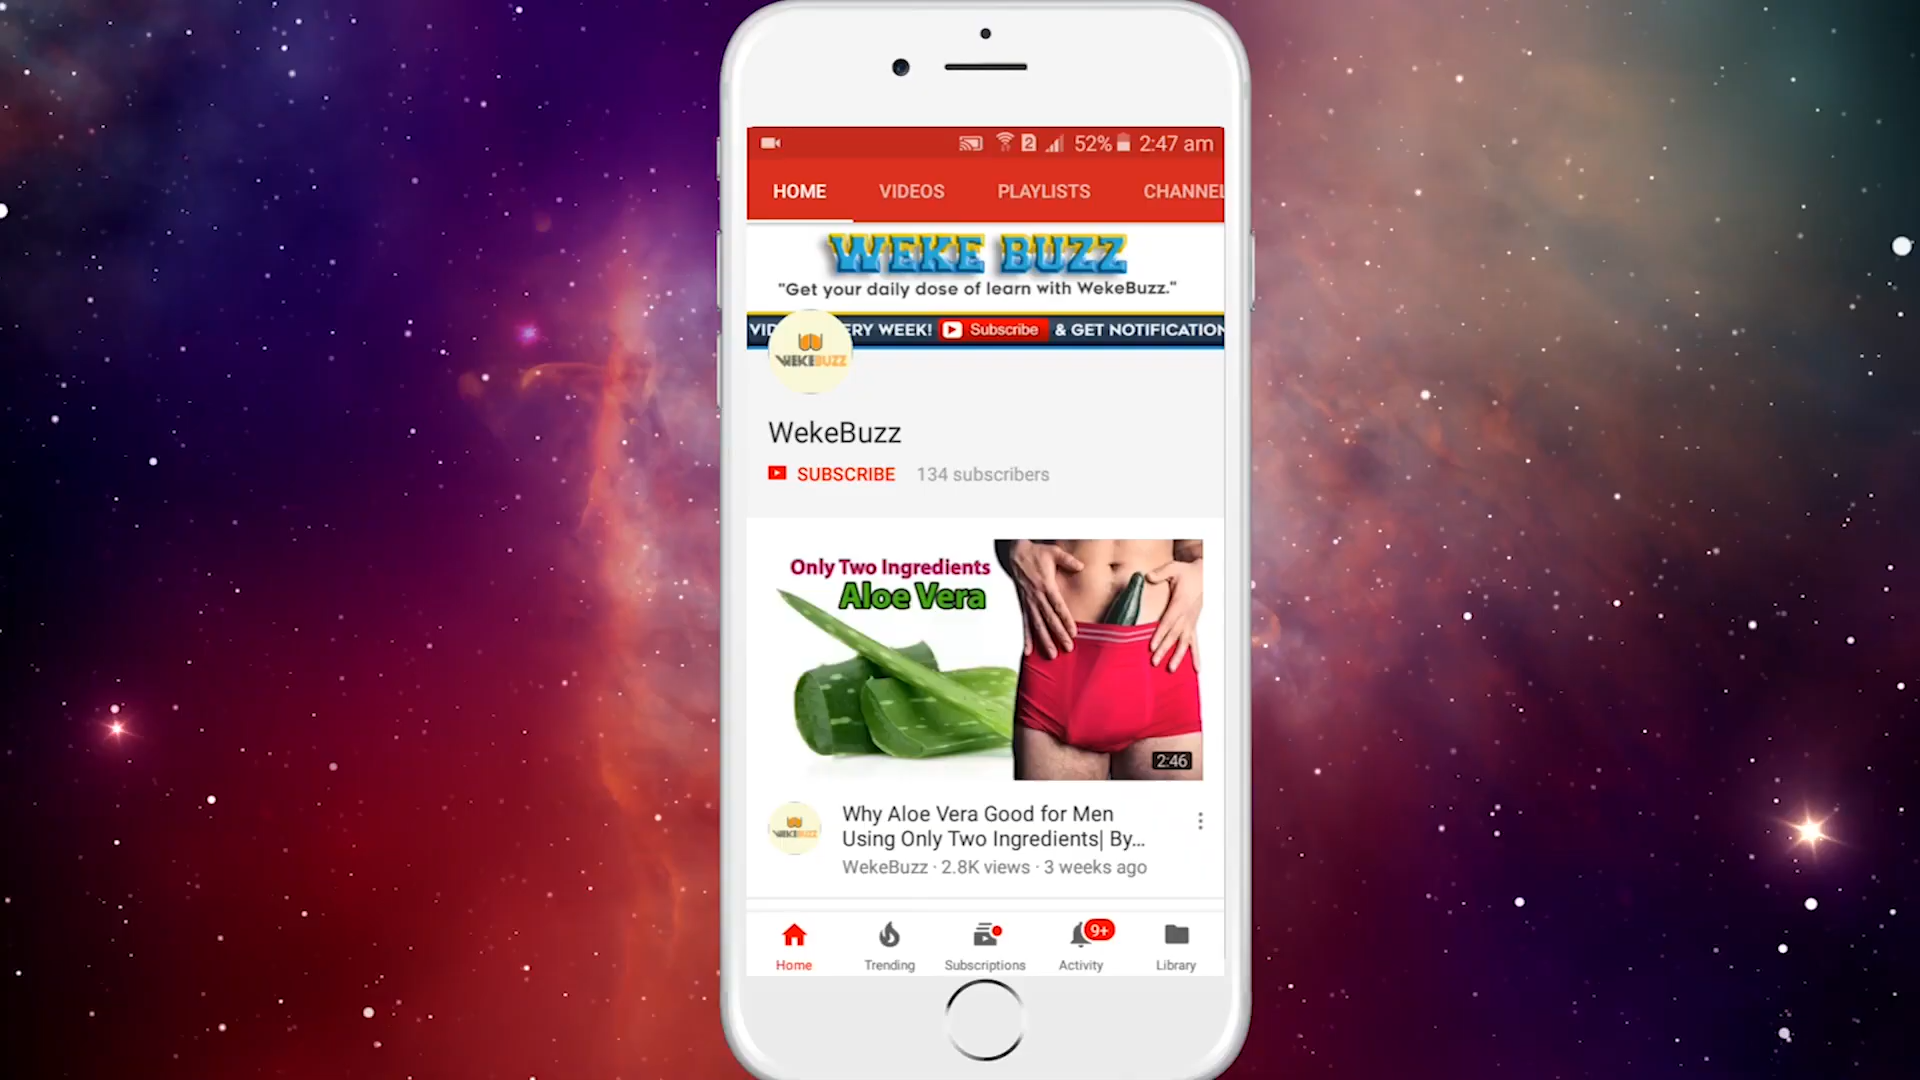 2 52% 2:47 am
HOME VIDEOS PLAYLISTS CHANNEL
WEKE BUZZ
"Get your daily dose of learn with WekeBuzz."
WEEK! Subscribe & GET NOTIFICATION
WEKEBUZZ
WekeBuzz
SUBSCRIBE 134 subscribers
Only Two Ingredients
Aloe Vera
2:46
Why Aloe Vera Good for Men
Using Only Two Ingredients| By...
WEKEBUZZ
WekeBuzz · 2.8K views · 3 weeks ago
9+
Home Trending Subscriptions Activity Library